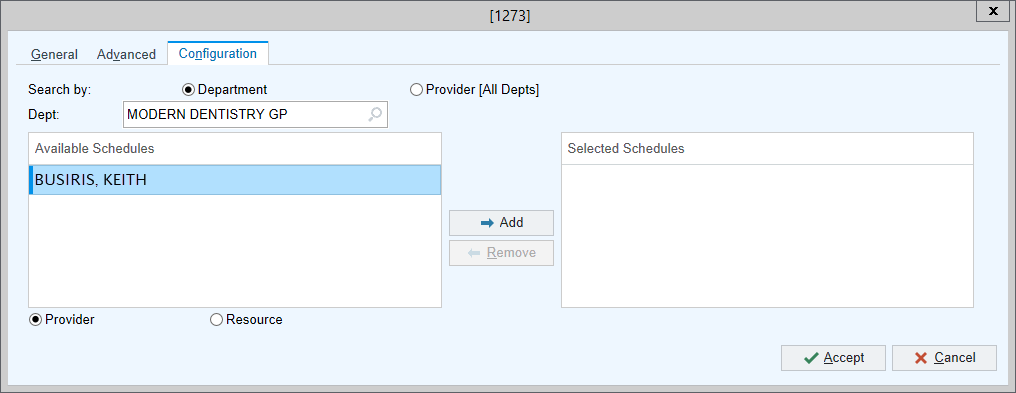 [1273]
x
General Advanced Configuration
Search by: Department Provider [All Depts]
Dept: MODERN DENTISTRY GP
Available Schedules Selected Schedules
BUSIRIS, KEITH
Add
Remove
Provider Resource
Accept Cancel